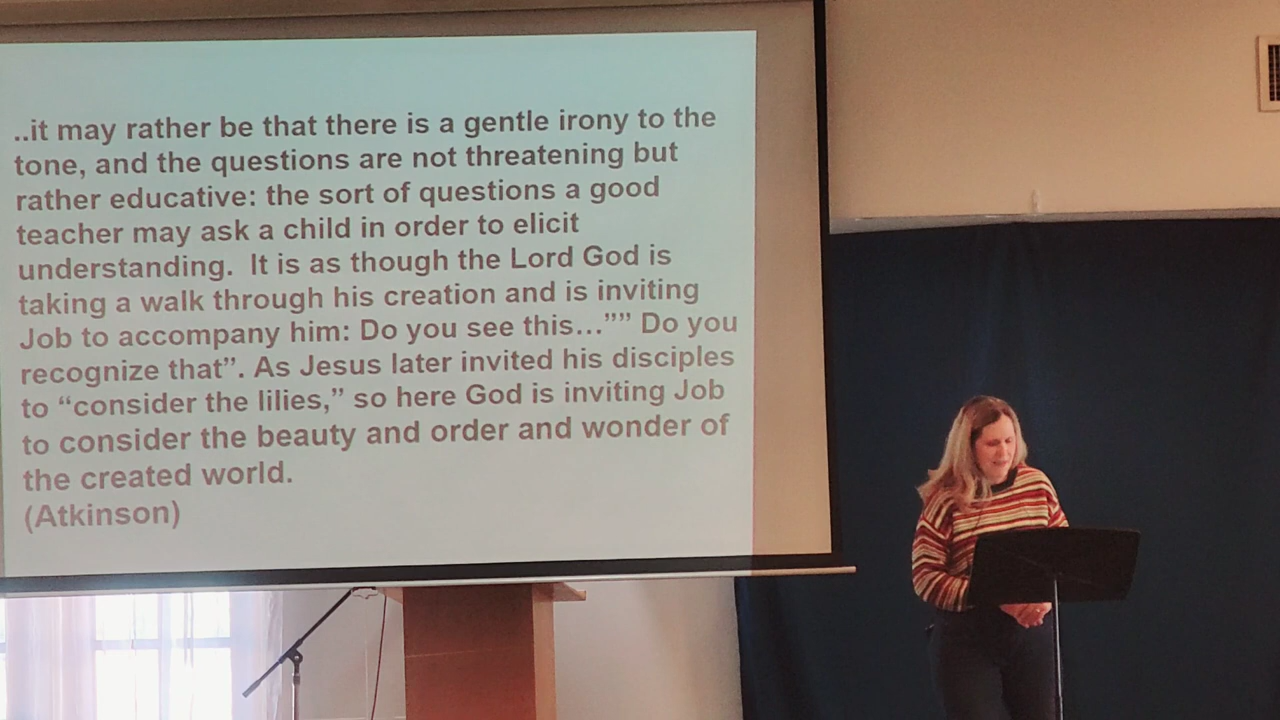 ..it may rather be that there is a gentle irony to the
tone, and the questions are not threatening but
rather educative: the sort of questions a good
teacher may ask a child in order to elicit
understanding.  It is as though the Lord God is
taking a walk through his creation and is inviting
Job to accompany him: Do you see this…”” Do you
recognize that”. As Jesus later invited his disciples
to “consider the lilies,” so here God is inviting Job
to consider the beauty and order and wonder of
the created world.
(Atkinson)